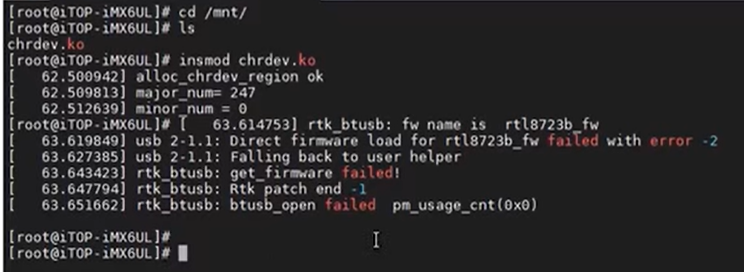 [root@iTOP-iMX6UL]# cd /mnt/
[root@iTOP-iMX6UL]# ls
chrdev.ko
[root@iTOP-iMX6UL]# insmod chrdev.ko
[   62.500942] alloc_chrdev_region ok
[   62.509813] major_num= 247
[   62.512639] minor_num = 0
[root@iTOP-iMX6UL]# [   63.614753] rtk_btusb: fw name is  rtl8723b_fw
[   63.619849] usb 2-1.1: Direct firmware load for rtl8723b_fw failed with error -2
[   63.627385] usb 2-1.1: Falling back to user helper
[   63.643423] rtk_btusb: get_firmware failed!
[   63.647794] rtk_btusb: Rtk patch end -1
[   63.651662] rtk_btusb: btusb_open failed  pm_usage_cnt(0x0)
[root@iTOP-iMX6UL]#
[root@iTOP-iMX6UL]#